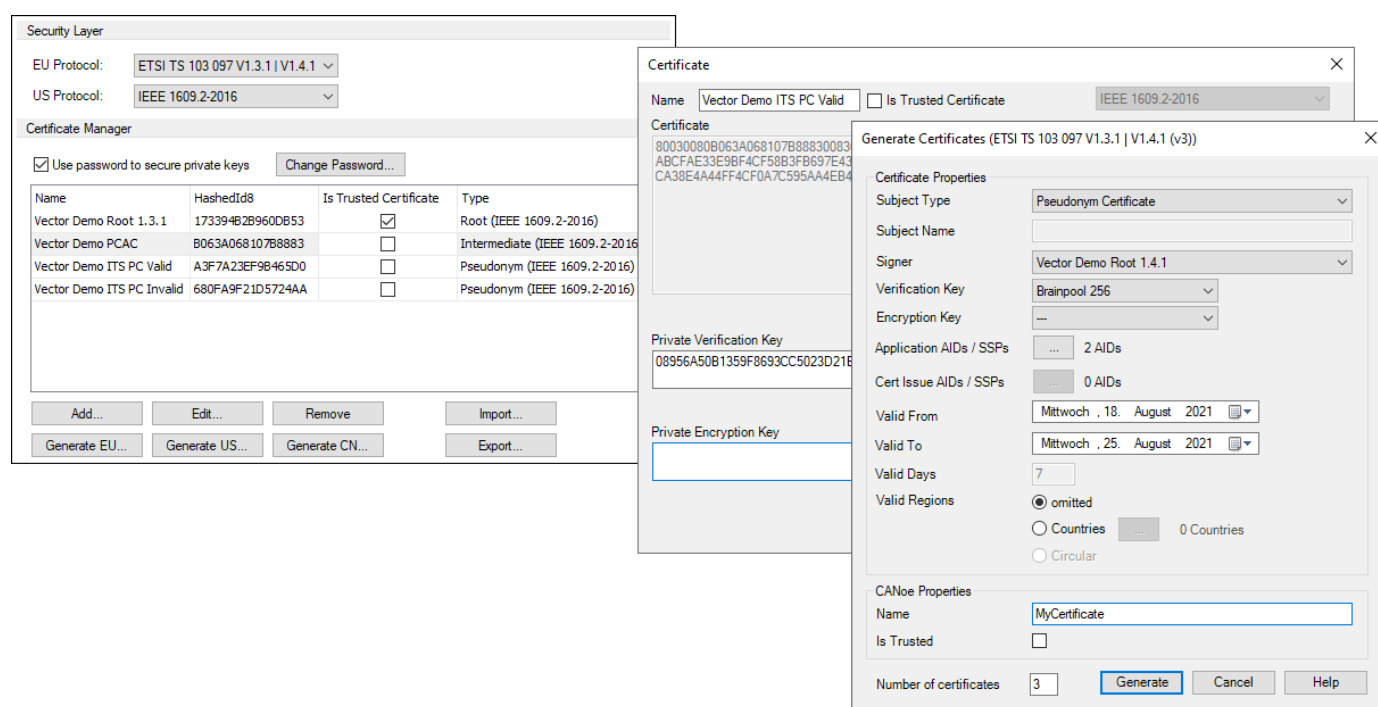 Security Layer
EU Protocol: ETSI TS 103 097 V1.3.1 | V1.4.1
US Protocol: IEEE 1609.2-2016
Certificate Manager
Use password to secure private keys Change Password...
Name HashedId8 Is Trusted Certificate Type
Vector Demo Root 1.3.1 173394B2B960DB53 Root (IEEE 1609.2-2016)
Vector Demo PCAC B063A068107B8883 Intermediate (IEEE 1609.2-2016
Vector Demo ITS PC Valid A3F7A23EF9B465D0 Pseudonym (IEEE 1609.2-2016)
Vector Demo ITS PC Invalid 680FA9F21D5724AA Pseudonym (IEEE 1609.2-2016)
Add... Edit... Remove Import...
Generate EU... Generate US... Generate CN... Export...
Certificate
Name Vector Demo ITS PC Valid Is Trusted Certificate IEEE 1609.2-2016
Certificate
80030080B063A068107B88830083
ABCFAE33E9BF4CF58B3FB697E43
CA38E4A44FF4CF0A7C595AA4EB4
Private Verification Key
08956A50B1359F8693CC5023D21E
Private Encryption Key
Generate Certificates (ETSI TS 103 097 V1.3.1 | V1.4.1 (v3))
Certificate Properties
Subject Type Pseudonym Certificate
Subject Name
Signer Vector Demo Root 1.4.1
Verification Key Brainpool 256
Encryption Key ---
Application AIDs / SSPs ... 2 AIDs
Cert Issue AIDs / SSPs ... 0 AIDs
Valid From Mittwoch , 18. August 2021
Valid To Mittwoch , 25. August 2021
Valid Days 7
Valid Regions omitted
Countries ... 0 Countries
Circular
CANoe Properties
Name MyCertificate
Is Trusted
Number of certificates 3 Generate Cancel Help